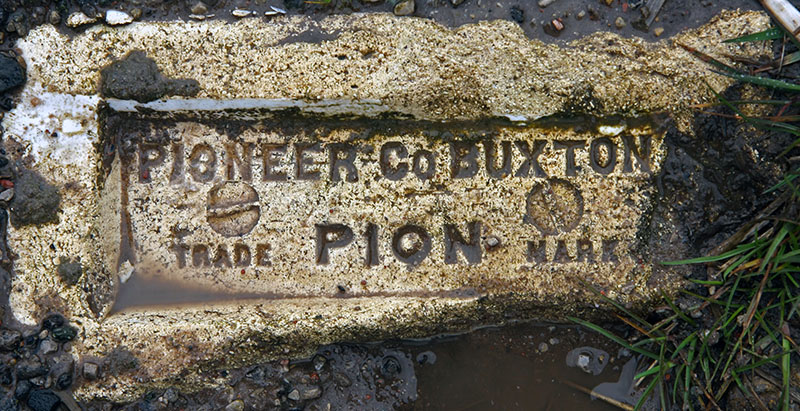 PIONEER Co BUXTON
TRADE PION MARK